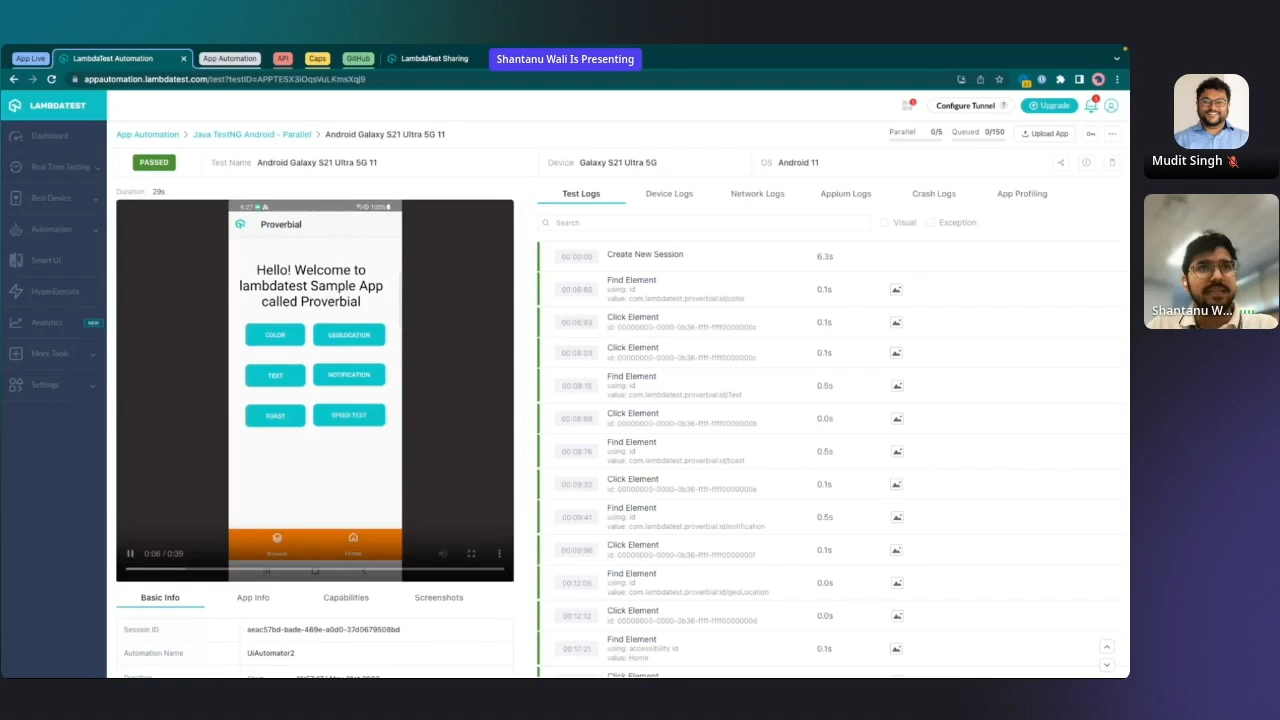 App Live
LambdaTest Automation
App Automation
API
Caps
GitHub
LambdaTest Sharing
Shantanu Wali Is Presenting
appautomation.lambdatest.com/test?testID=APPTESX3iOqsVuLKmsXqj9
LAMBDATEST
Configure Tunnel
Upgrade
Dashboard
Real Time Testing
Real Device
Automation
Smart UI
HyperExecute
Analytics NEW
More Tools
Settings
App Automation > Java TestNG Android - Parallel > Android Galaxy S21 Ultra 5G 11
Parallel 0/5 Queued 0/150
Upload App
PASSED
Test Name Android Galaxy S21 Ultra 5G 11
Device Galaxy S21 Ultra 5G
OS Android 11
Duration 29s
6:27
100%
Proverbial
Hello! Welcome to
lambdatest Sample App
called Proverbial
COLOR GEOLOCATION
TEXT NOTIFICATION
TOAST SPEED TEST
Browser Home
0:06 / 0:39
Basic Info App Info Capabilities Screenshots
Session ID aeac57bd-bade-469e-a0d0-37d0679508bd
Automation Name UiAutomator2
Duration
Test Logs Device Logs Network Logs Appium Logs Crash Logs App Profiling
Search
Visual
Exception
00:00:00 Create New Session 6.3s
Find Element
using: id
value: com.lambdatest.proverbial:id/color
0.1s
Click Element
id: 00000000-0000-0b36-ffff-ffff0000000c
0.1s
Click Element
id: 00000000-0000-0b36-ffff-ffff0000000c
00:08:03
0.1s
Find Element
using: id
value: com.lambdatest.proverbial:id/Text
00:08:15
0.5s
Click Element
id: 00000000-0000-0b36-ffff-ffff0000000b
0.0s
Find Element
using: id
value: com.lambdatest.proverbial:id/toast
00:08:76
0.5s
Click Element
id: 00000000-0000-0b36-ffff-ffff0000000e
00:09:32
0.1s
Find Element
using: id
value: com.lambdatest.proverbial:id/notification
00:09:41
0.5s
Click Element
id: 00000000-0000-0b36-ffff-ffff0000000f
00:09:96
0.1s
Find Element
using: id
value: com.lambdatest.proverbial:id/geoLocation
00:12:05
0.0s
Click Element
id: 00000000-0000-0b36-ffff-ffff0000000d
00:12:12
0.0s
Find Element
using: accessibility id
value: Home
00:17:21
0.1s
Click Element
Mudit Singh
Shantanu W...